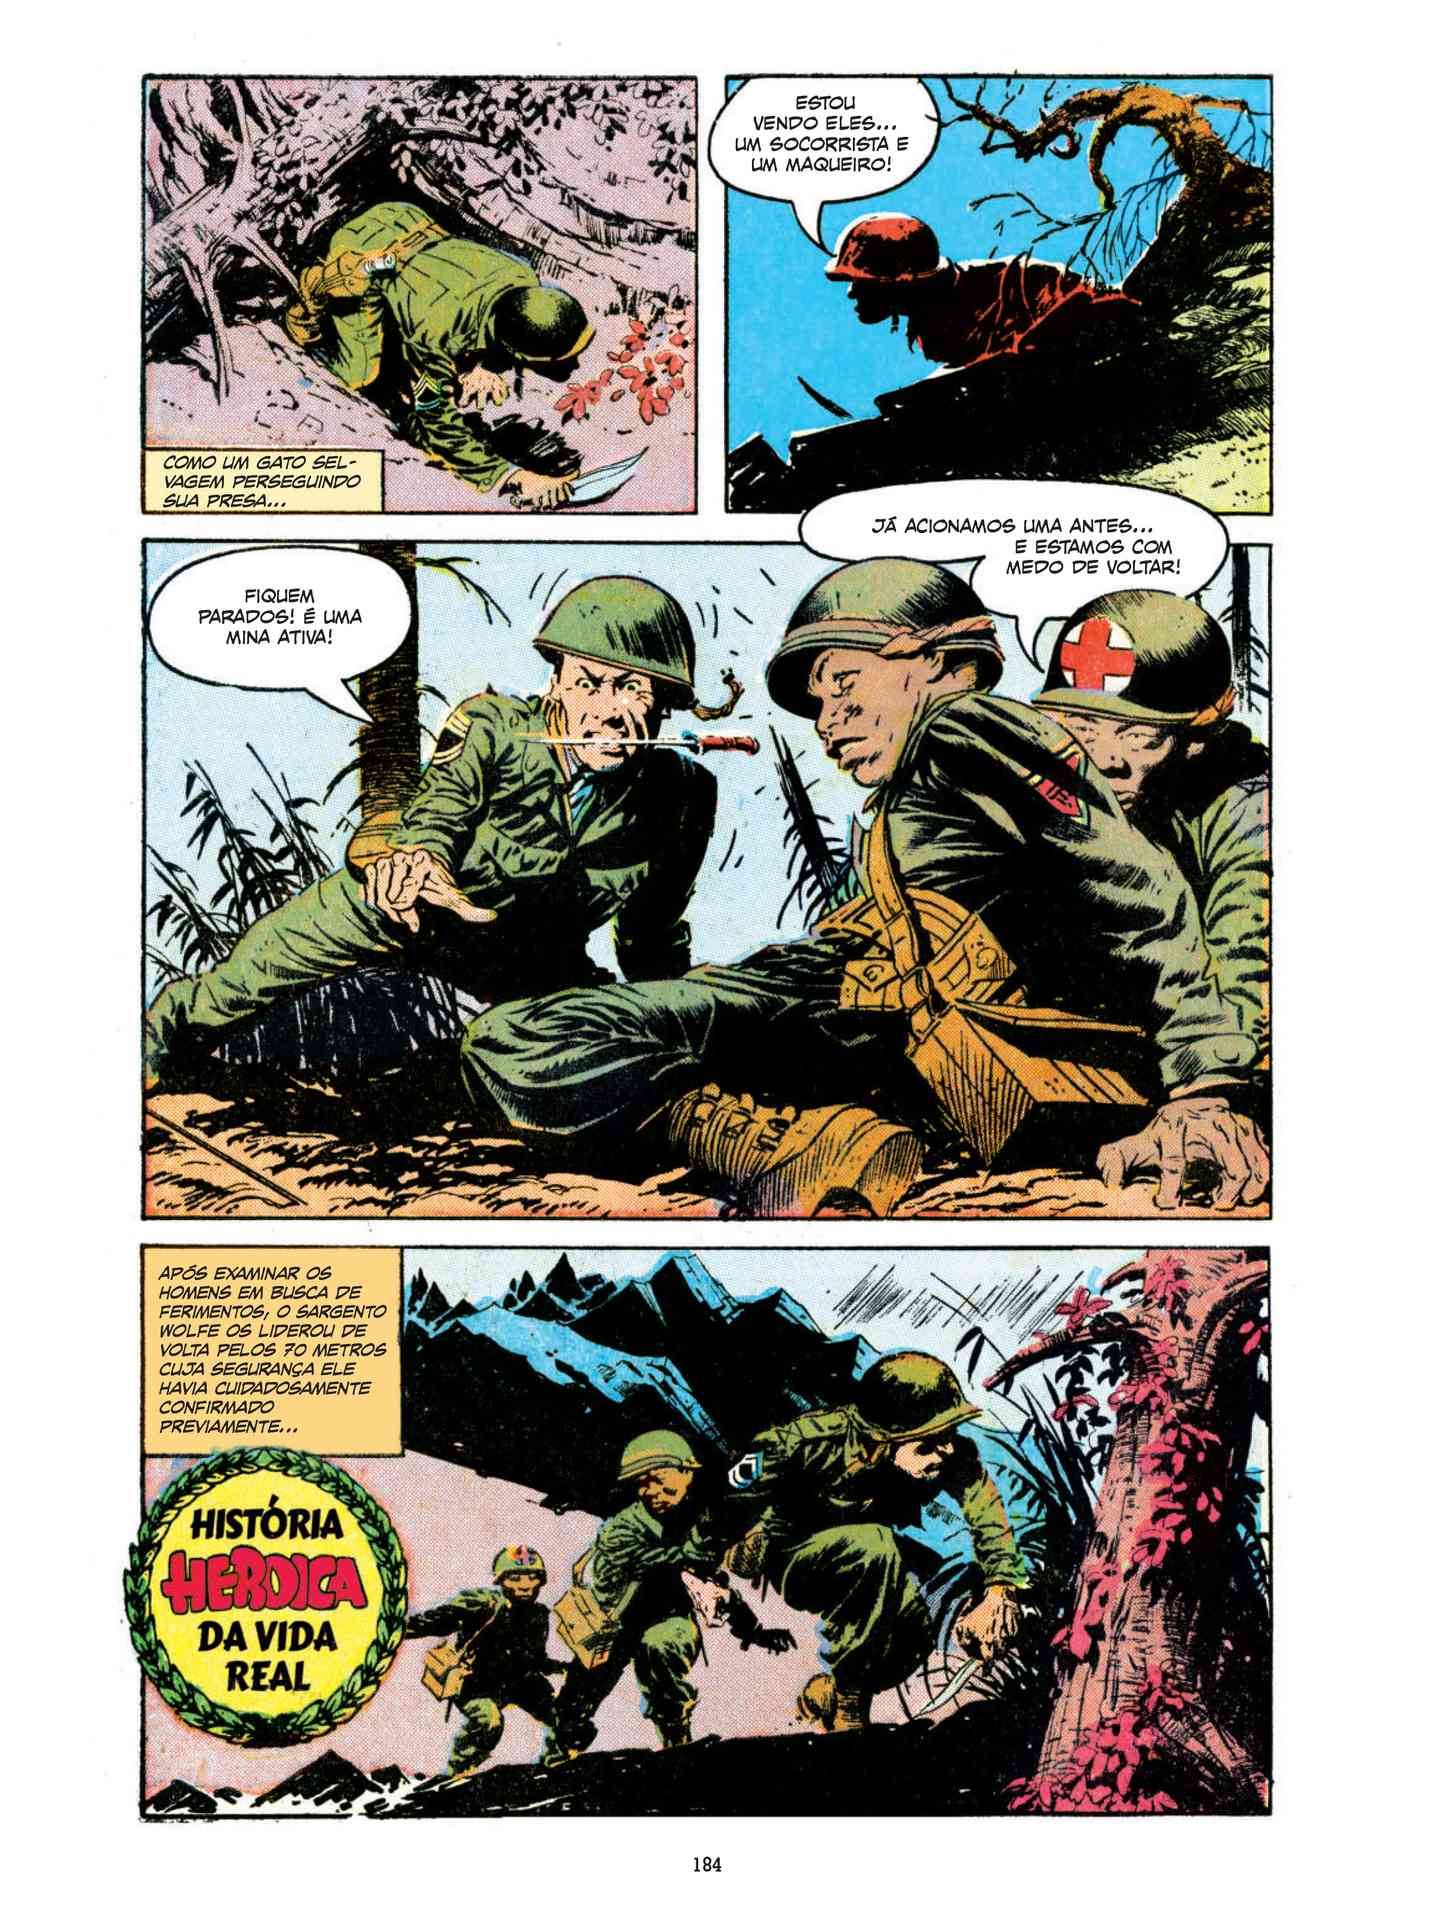 COMO UM GATO SEL-
VAGEM PERSEGUINDO
SUA PRESA...
ESTOU
VENDO ELES...
UM SOCORRISTA E
UM MAQUEIRO!
FIQUEM
PARADOS! É UMA
MINA ATIVA!
JÁ ACIONAMOS UMA ANTES...
E ESTAMOS COM
MEDO DE VOLTAR!
APÓS EXAMINAR OS
HOMENS EM BUSCA DE
FERIMENTOS, O SARGENTO
WOLFE OS LIDEROU DE
VOLTA PELOS 70 METROS
CUJA SEGURANÇA ELE
HAVIA CUIDADOSAMENTE
CONFIRMADO
PREVIAMENTE...
HISTÓRIA
HEROICA
DA VIDA
REAL
184